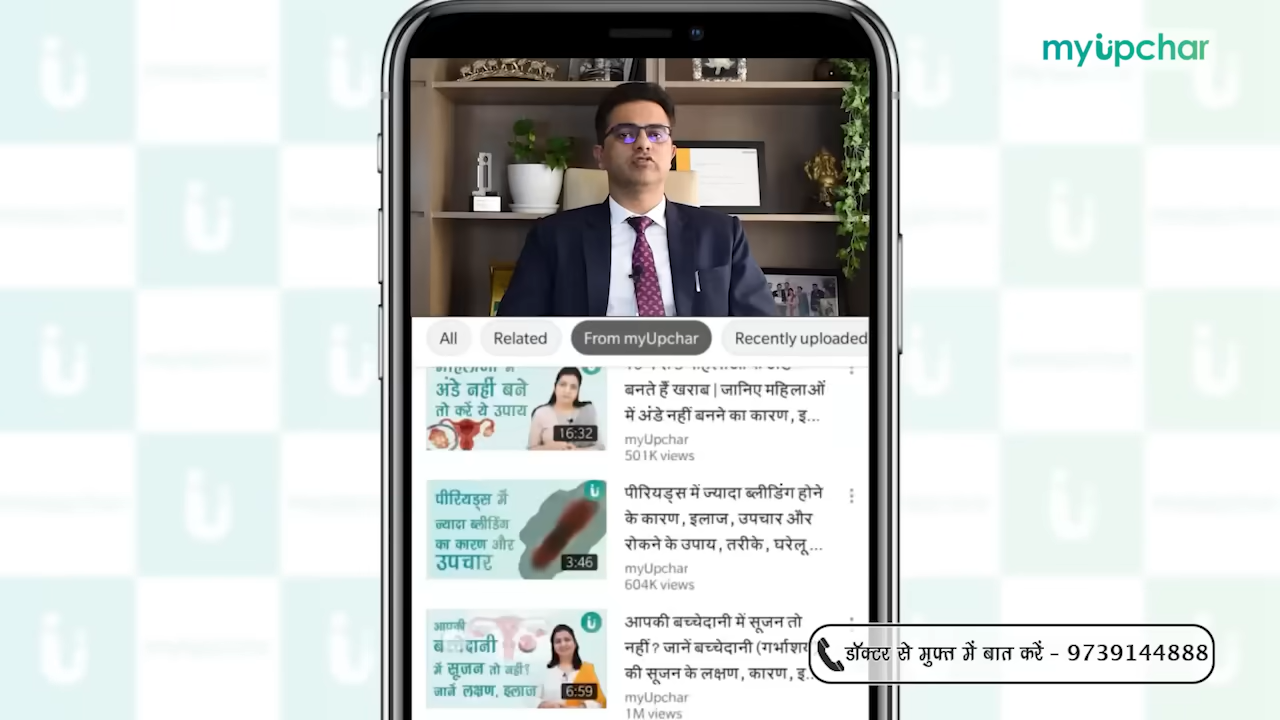 myUpchar
All
Related
From myUpchar
Recently uploaded
अंडे नहीं बने
तो करें ये उपाय
16:32
बनते हैं खराब | जानिए महिलाओं
में अंडे नहीं बनने का कारण, इ...
myUpchar
501K views
पीरियड्स में
ज्यादा ब्लीडिंग
का कारण और
उपचार
3:46
पीरियड्स में ज्यादा ब्लीडिंग होने
के कारण, इलाज, उपचार और
रोकने के उपाय, तरीके, घरेलू...
myUpchar
604K views
आपकी
बच्चेदानी
में सूजन तो नहीं?
जानें लक्षण, इलाज
6:59
आपकी बच्चेदानी में सूजन तो
नहीं? जानें बच्चेदानी (गर्भाशय
की सूजन के लक्षण, कारण, इ...
myUpchar
1M views
डॉक्टर से मुफ्त में बात करें - 9739144888